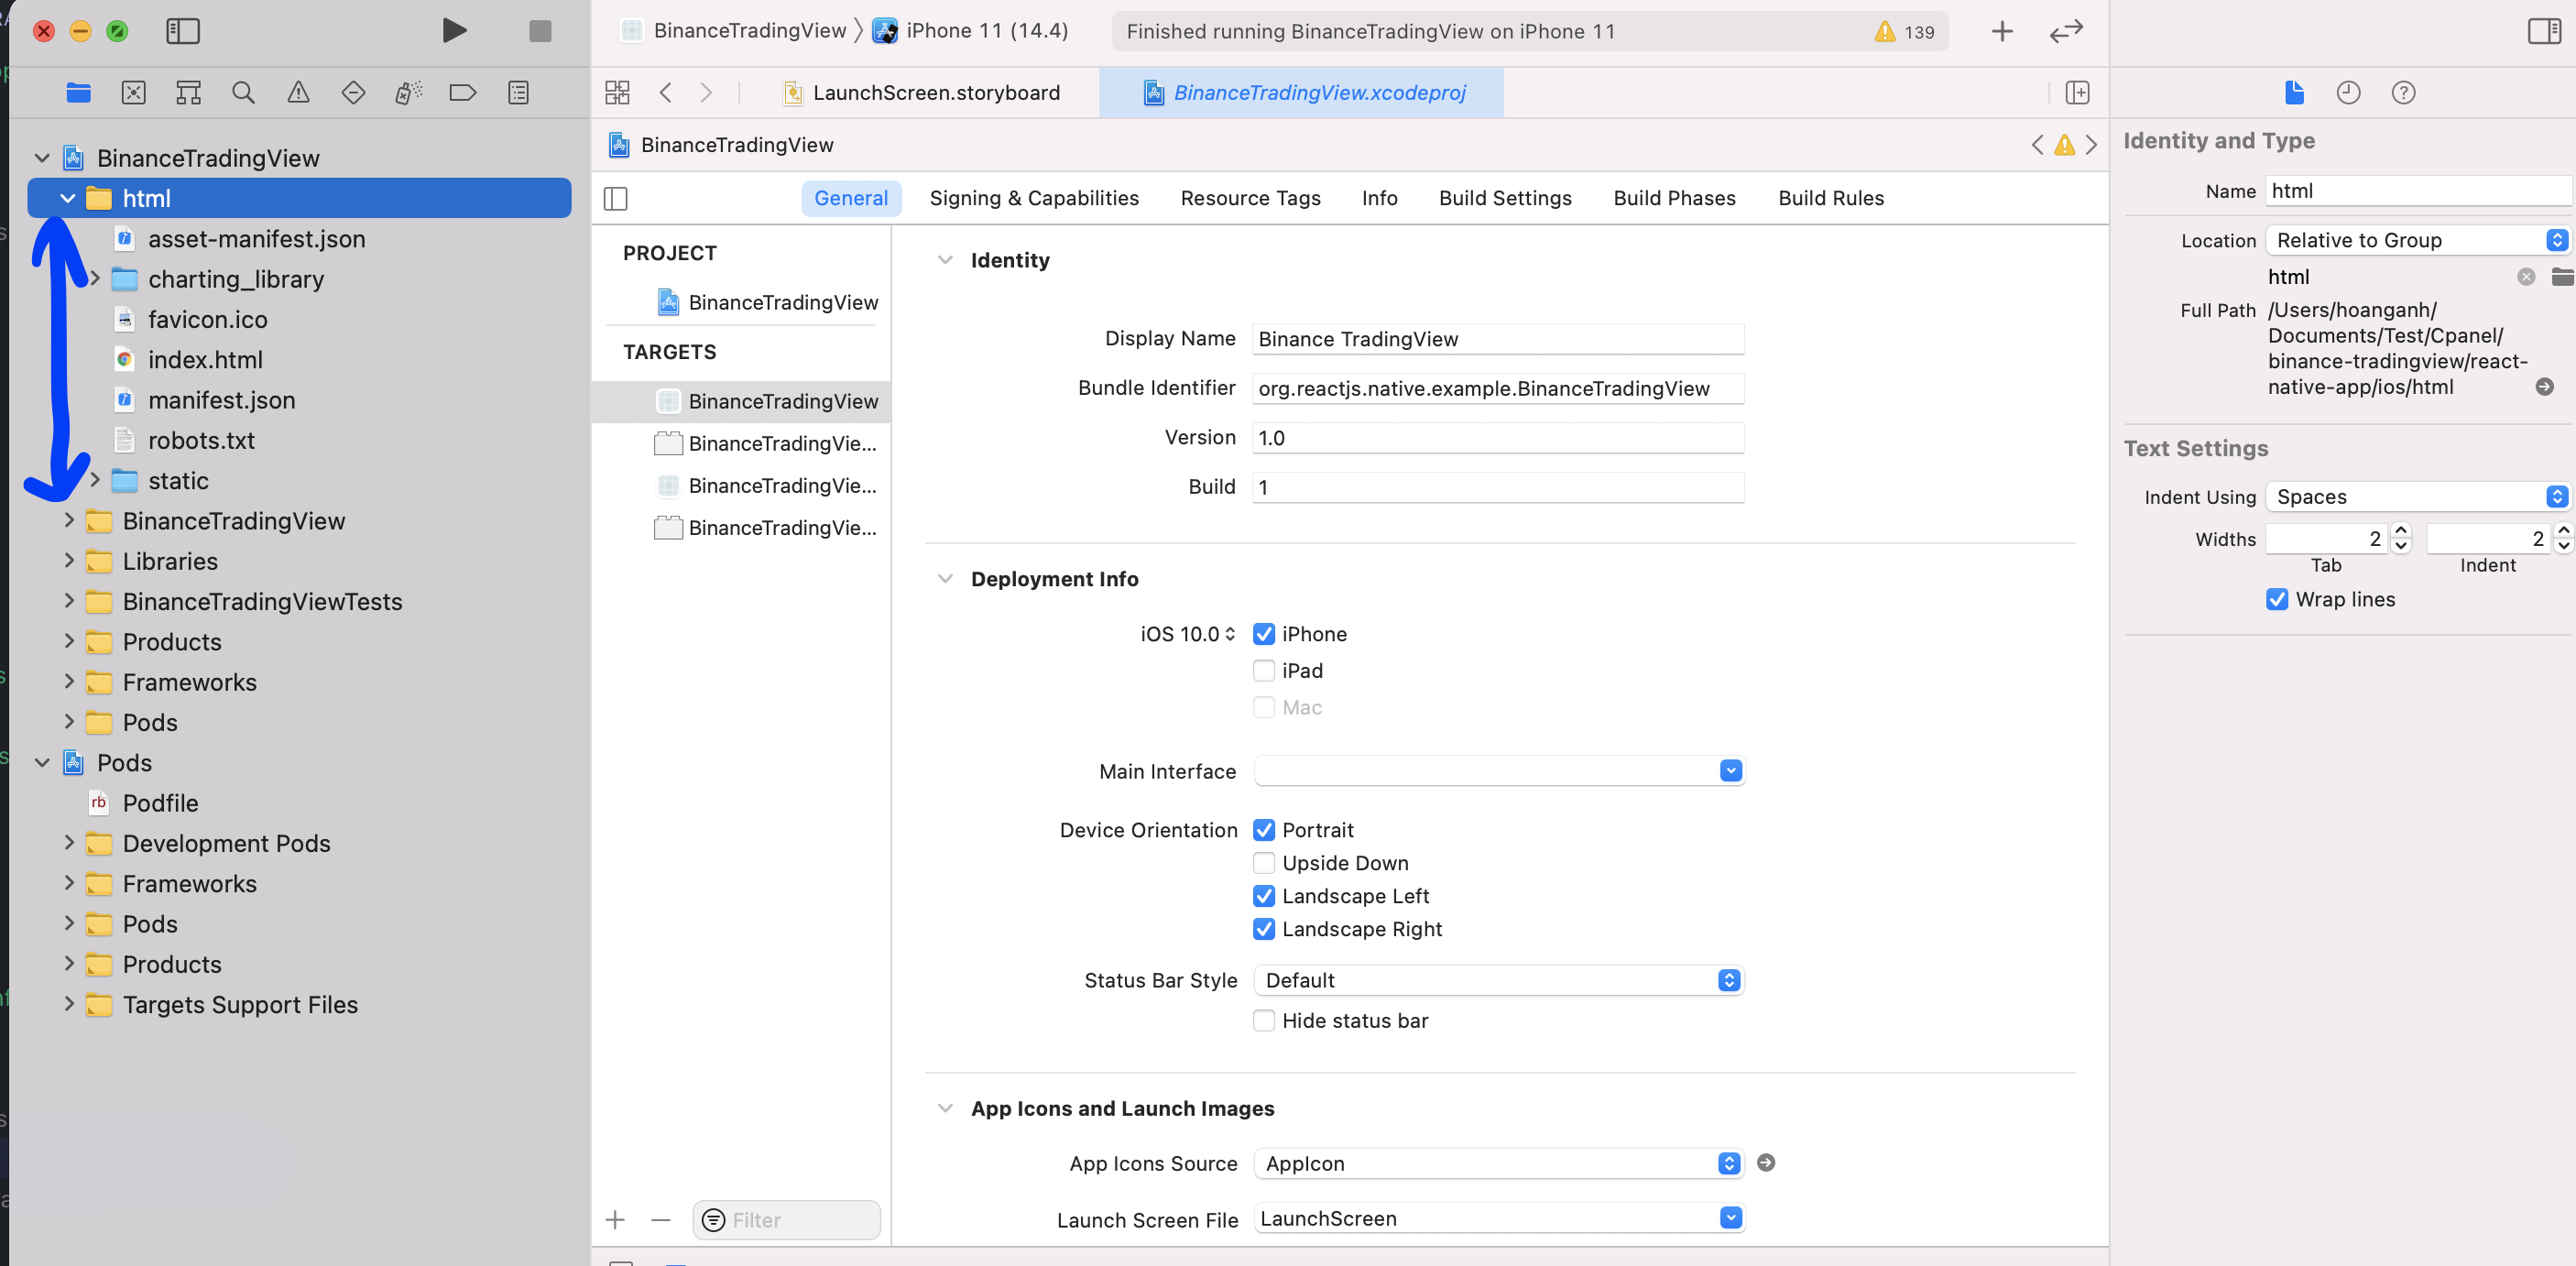 BinanceTradingView
iPhone 11 (14.4)
Finished running BinanceTradingView on iPhone 11
139
LaunchScreen.storyboard
BinanceTradingView.xcodeproj
BinanceTradingView
html
asset-manifest.json
charting_library
favicon.ico
index.html
manifest.json
robots.txt
static
BinanceTradingView
Libraries
BinanceTradingViewTests
Products
Frameworks
Pods
Pods
rb
Podfile
Development Pods
Frameworks
Pods
Products
Targets Support Files
BinanceTradingView
General
Signing & Capabilities
Resource Tags
Info
Build Settings
Build Phases
Build Rules
PROJECT
BinanceTradingView
TARGETS
BinanceTradingView
BinanceTradingVie...
BinanceTradingVie...
BinanceTradingVie...
Filter
Identity
Display Name Binance TradingView
Bundle Identifier org.reactjs.native.example.BinanceTradingView
Version 1.0
Build 1
Deployment Info
iOS 10.0 iPhone
iPad
Mac
Main Interface
Device Orientation Portrait
Upside Down
Landscape Left
Landscape Right
Status Bar Style Default
Hide status bar
App Icons and Launch Images
App Icons Source AppIcon
Launch Screen File LaunchScreen
Identity and Type
Name html
Location Relative to Group
html
Full Path /Users/hoanganh/
Documents/Test/Cpanel/
binance-tradingview/react-
native-app/ios/html
Text Settings
Indent Using Spaces
Widths 2 2
Tab Indent
Wrap lines